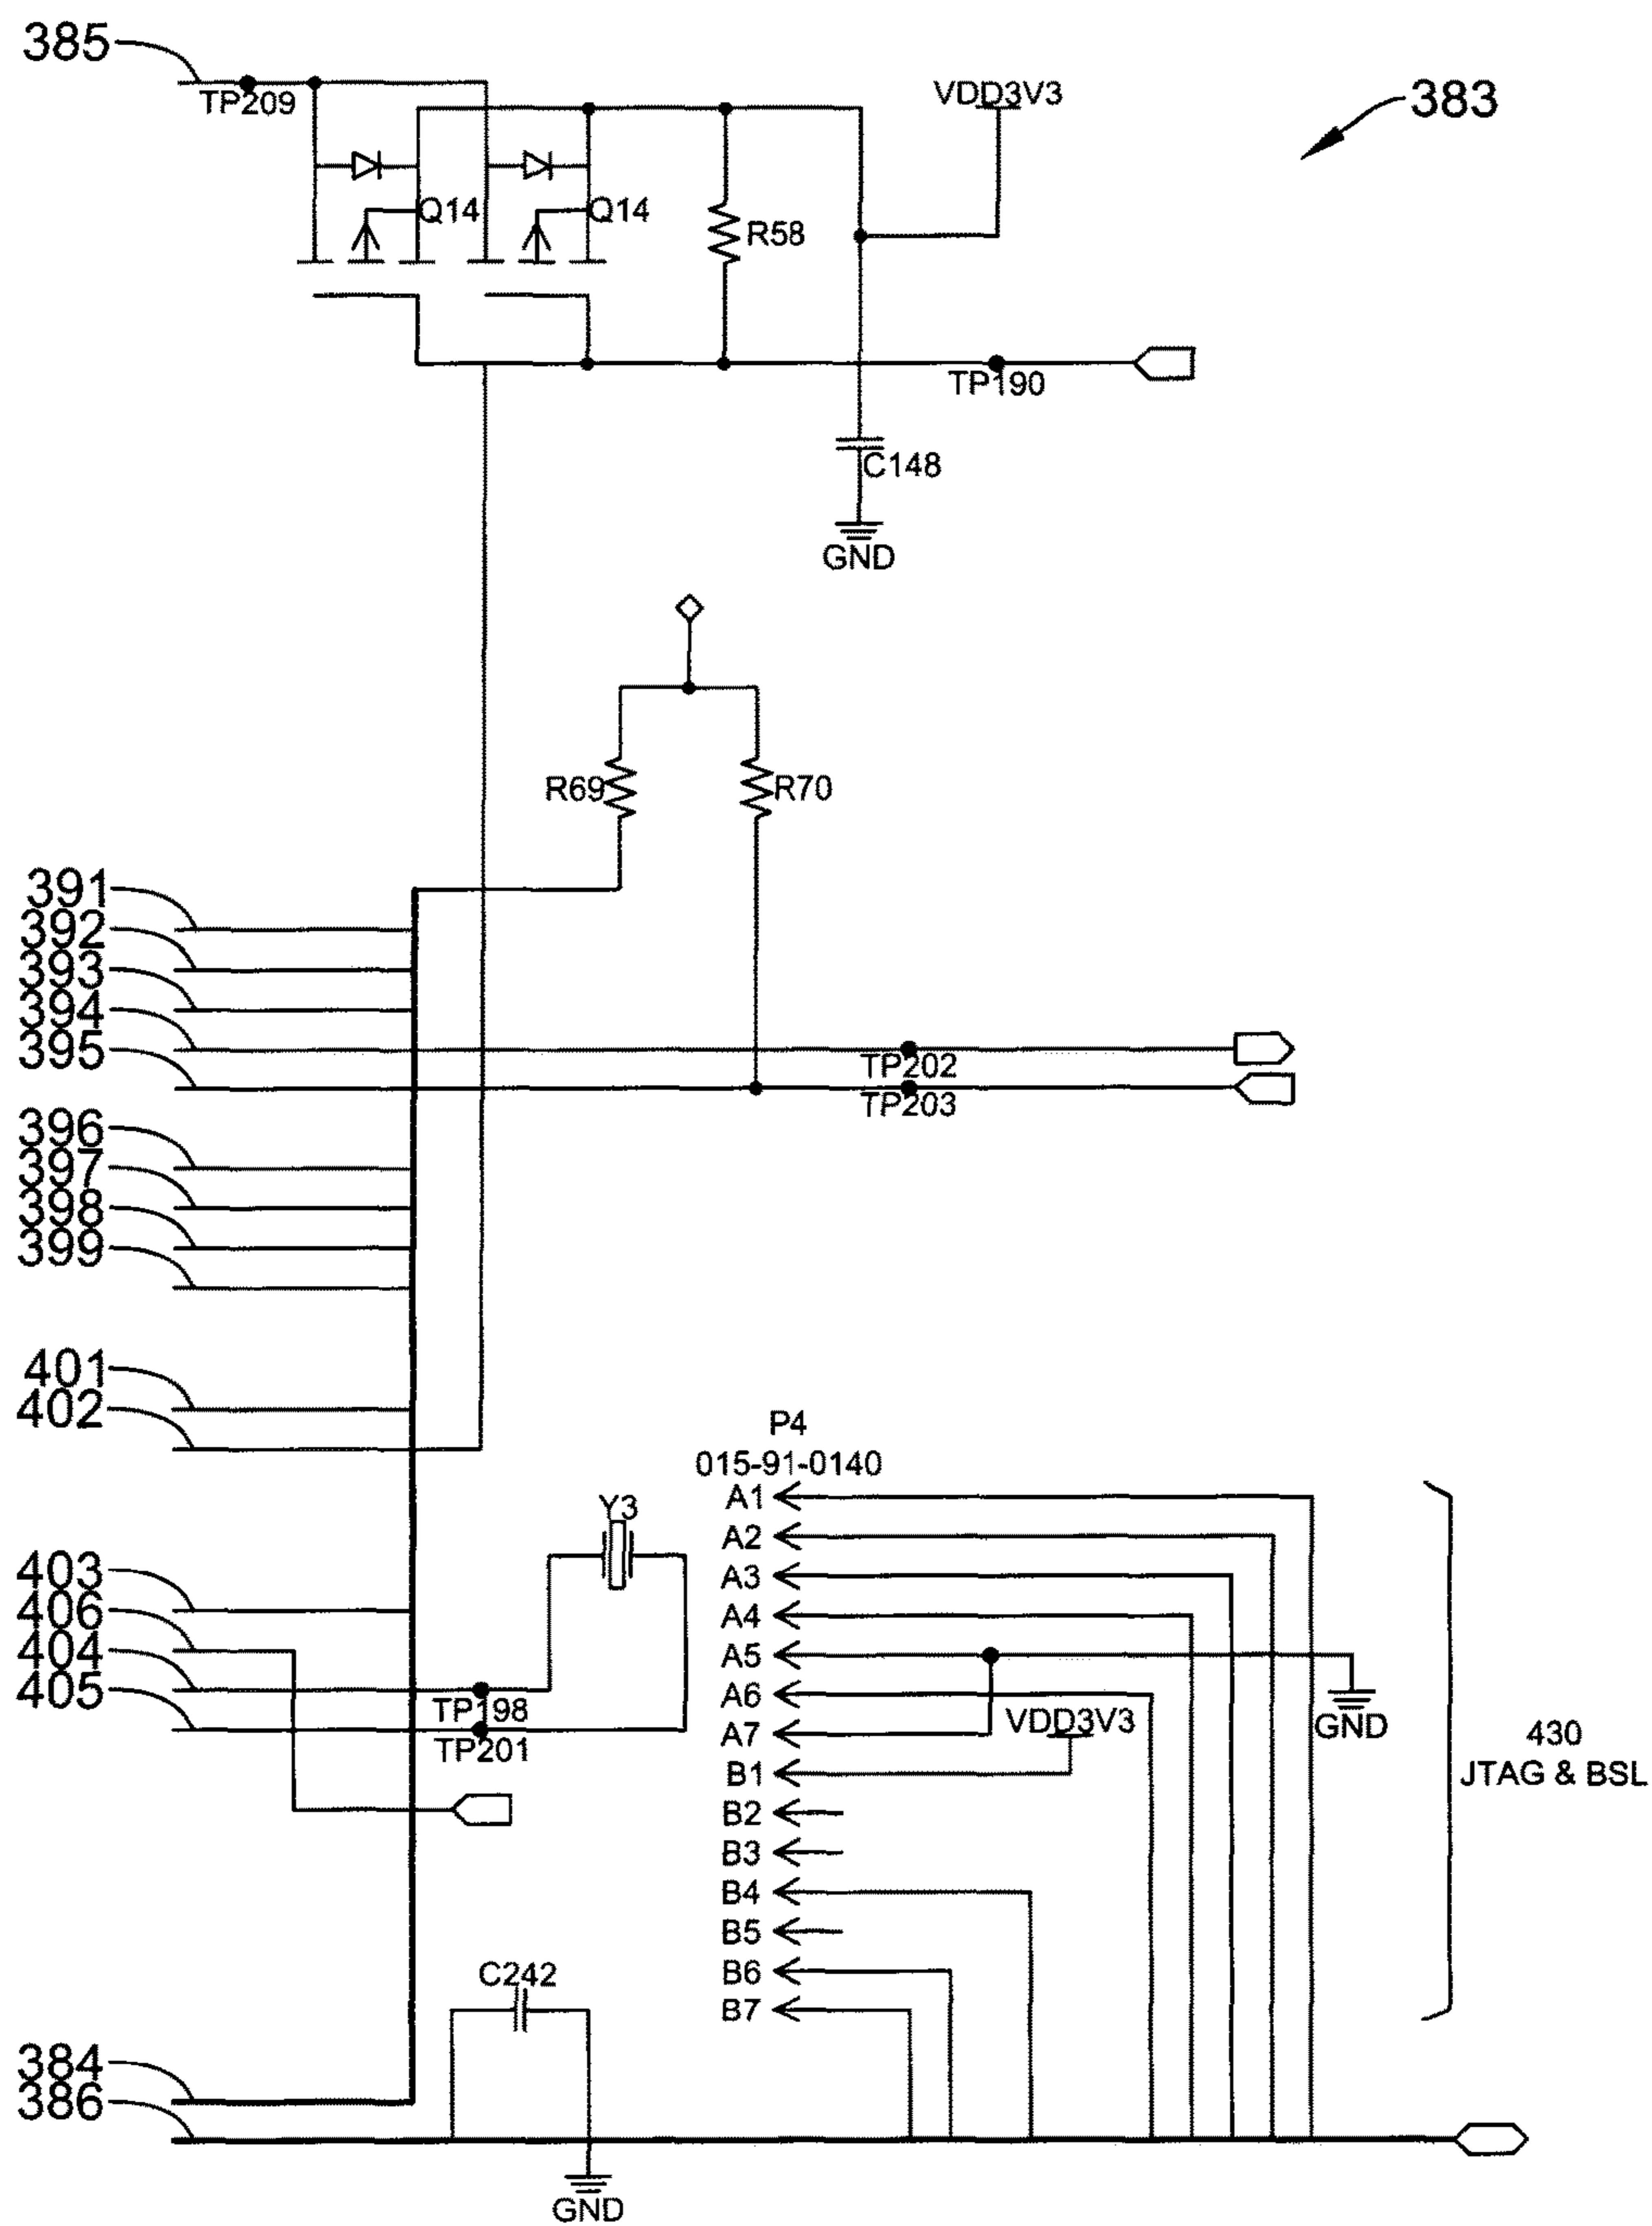 385
TP209
VDD3V3
383
Q14
Q14
R58
TP190
C148
GND
R69
R70
391
392
393
394
395
TP202
TP203
396
397
398
399
401
402
P4
015-91-0140
Y3
A1
A2
A3
A4
A5
A6
A7
B1
B2
B3
B4
B5
B6
B7
VDD3V3
GND
430
JTAG & BSL
403
406
404
405
TP198
TP201
C242
384
386
GND